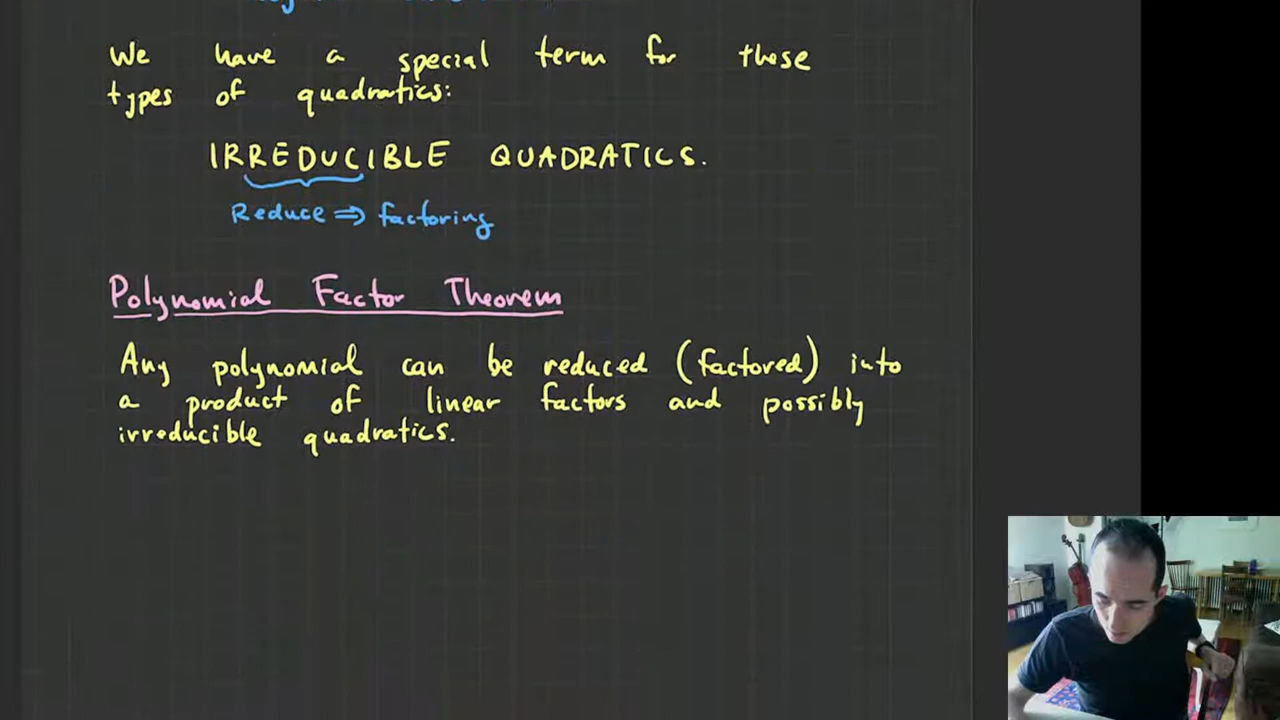 We have a special term for these
types of quadratics:
IRREDUCIBLE QUADRATICS.
Reduce ⇒ factoring
Polynomial Factor Theorem
Any polynomial can be reduced (factored) into
a product of linear factors and possibly
irreducible quadratics.